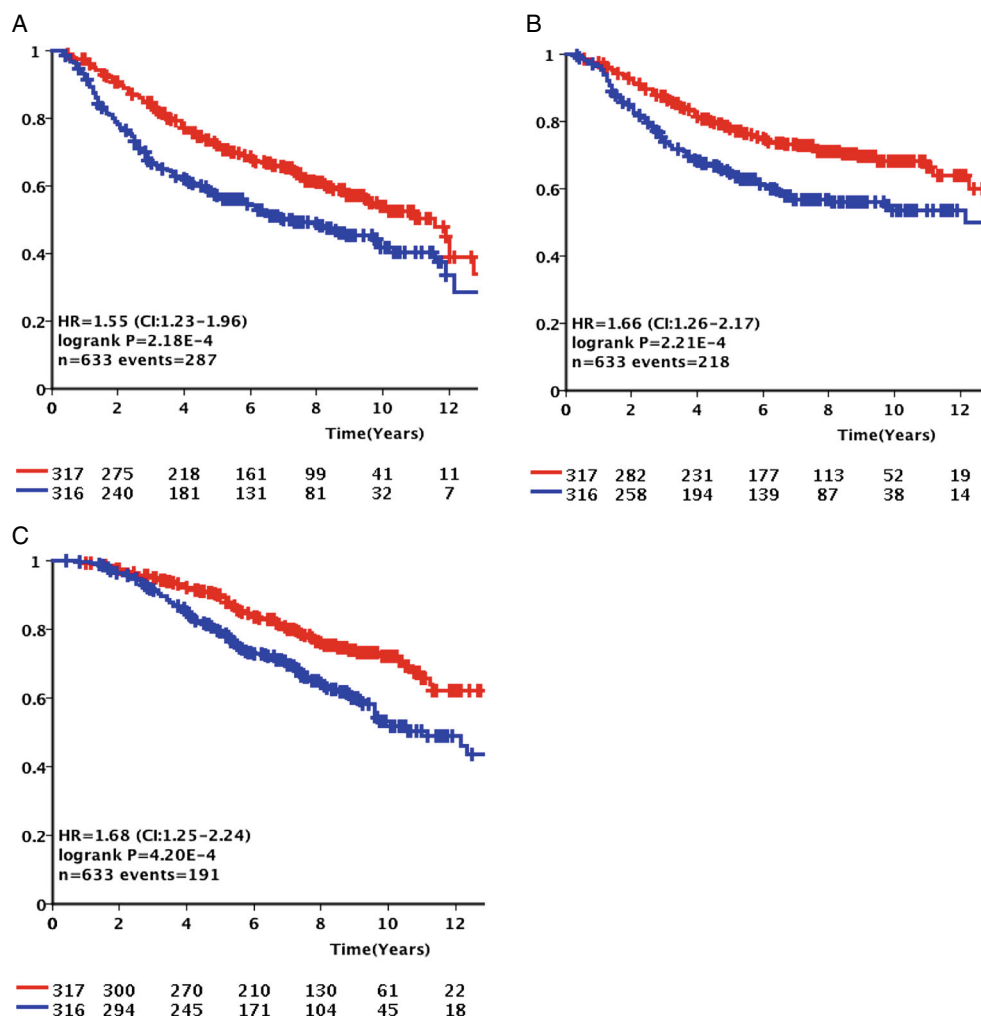 A
1
0.8
0.6
0.4
0.2
0
HR=1.55 (CI:1.23-1.96)
logrank P=2.18E-4
n=633 events=287
0 2 4 6 8 10 12
Time(Years)
317 275 218 161 99 41 11
316 240 181 131 81 32 7
B
1
0.8
0.6
0.4
0.2
0
HR=1.66 (CI:1.26-2.17)
logrank P=2.21E-4
n=633 events=218
0 2 4 6 8 10 12
Time(Years)
317 282 231 177 113 52 19
316 258 194 139 87 38 14
C
1
0.8
0.6
0.4
0.2
0
HR=1.68 (CI:1.25-2.24)
logrank P=4.20E-4
n=633 events=191
0 2 4 6 8 10 12
Time(Years)
317 300 270 210 130 61 22
316 294 245 171 104 45 18